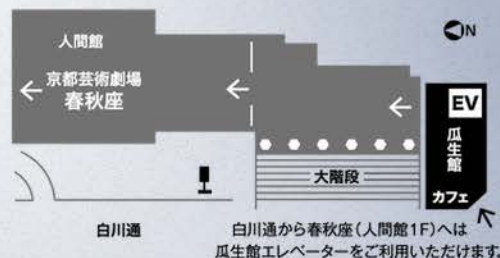 N
人間館
京都芸術劇場
春秋座
EV
瓜生館
カフェ
大階段
白川通
白川通から春秋座(人間館1F)へは
瓜生館エレベーターをご利用いただけます